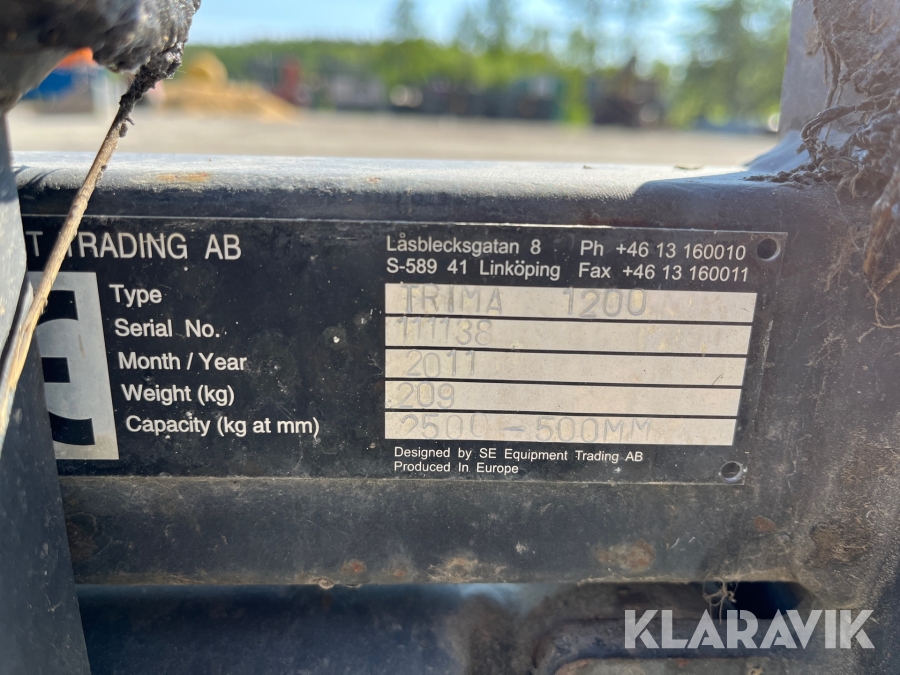 T TRADING AB
Låsblecksgatan 8 Ph +46 13 160010
S-589 41 Linköping Fax +46 13 160011
Type TRIMA 1200
Serial No. 111138
Month / Year 2011
Weight (kg) 209
Capacity (kg at mm) 2500-500MM
Designed by SE Equipment Trading AB
Produced In Europe
KLARAVIK